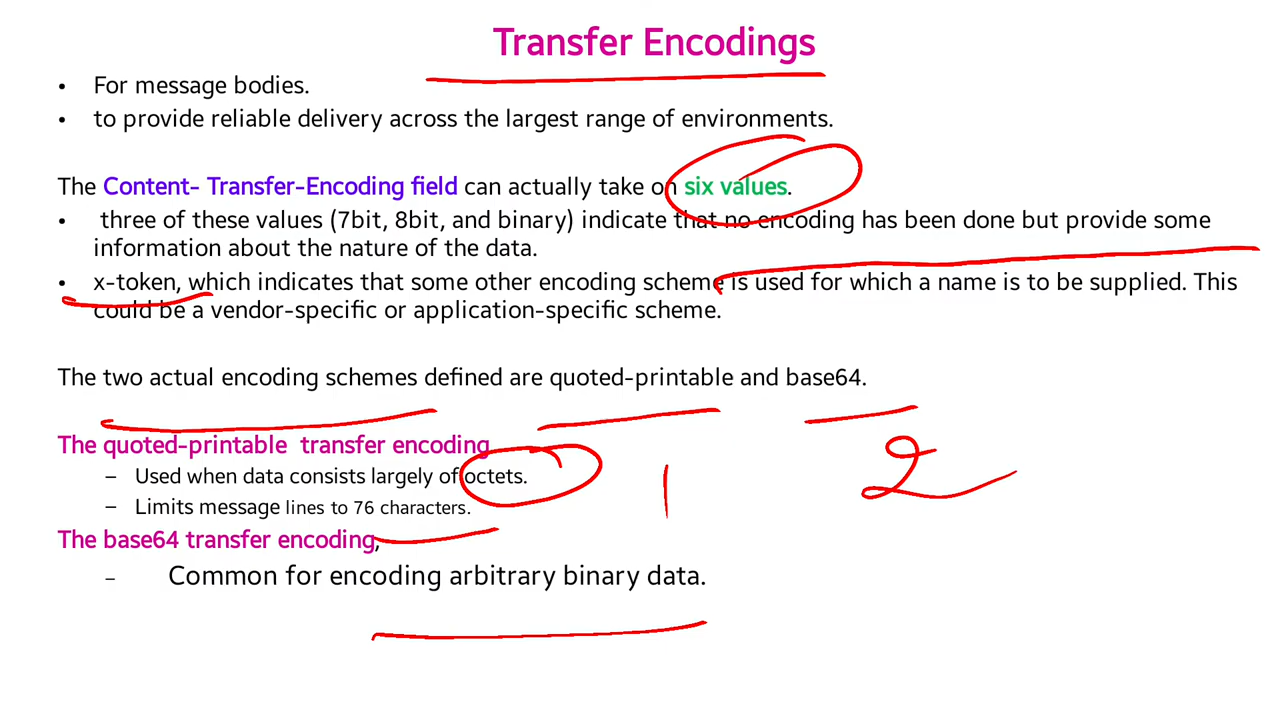 Transfer Encodings
• For message bodies.
• to provide reliable delivery across the largest range of environments.
The Content- Transfer-Encoding field can actually take on six values.
• three of these values (7bit, 8bit, and binary) indicate that no encoding has been done but provide some
information about the nature of the data.
• x-token, which indicates that some other encoding scheme is used for which a name is to be supplied. This
could be a vendor-specific or application-specific scheme.
The two actual encoding schemes defined are quoted-printable and base64.
The quoted-printable transfer encoding
– Used when data consists largely of octets.
– Limits message lines to 76 characters.
1 2
The base64 transfer encoding,
– Common for encoding arbitrary binary data.